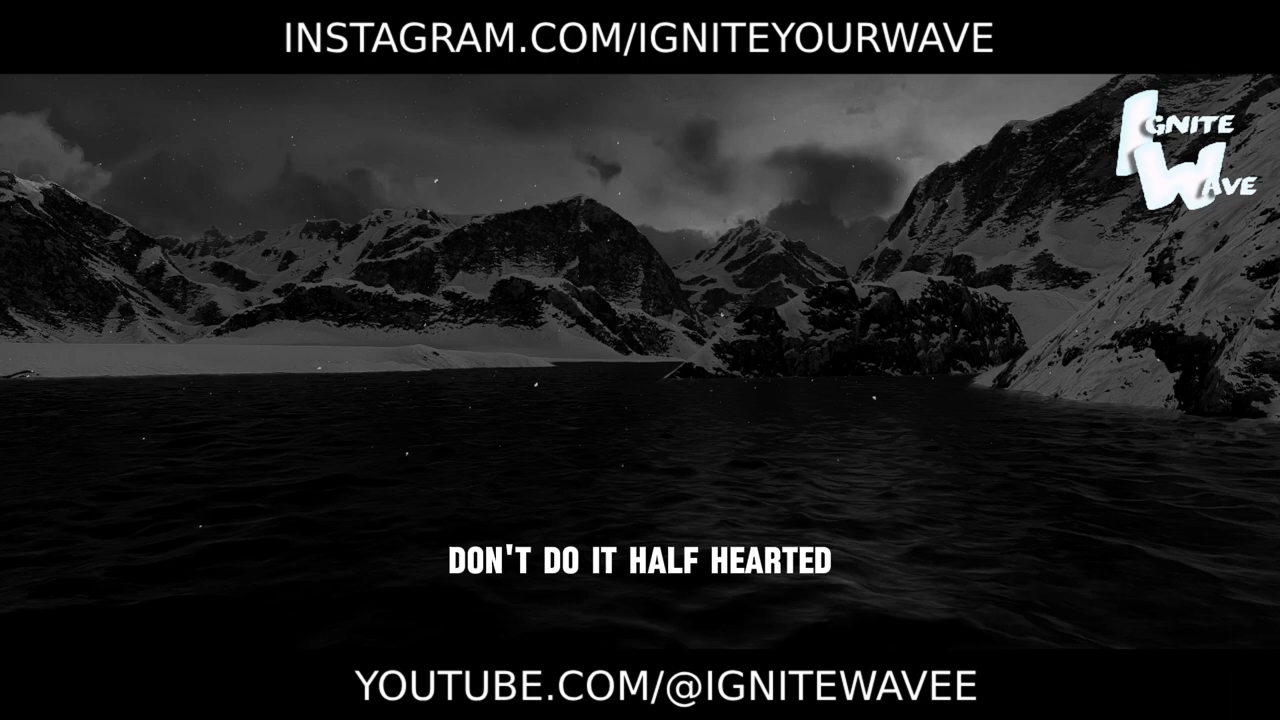 INSTAGRAM.COM/IGNITEYOURWAVE
IGNITE
WAVE
DON'T DO IT HALF HEARTED
YOUTUBE.COM/@IGNITEWAVEE